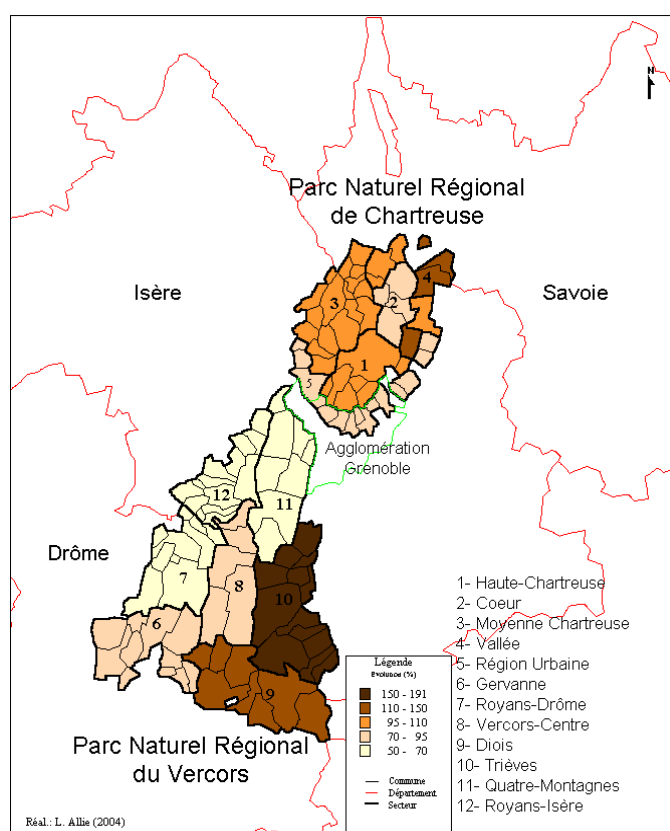 N
Parc Naturel Régional
de Chartreuse
Isère
Savoie
4
2
3
1
5
Agglomération
Grenoble
12
11
Drôme
7
8
10
6
9
1- Haute-Chartreuse
2- Coeur
3- Moyenne Chartreuse
4- Vallée
5- Région Urbaine
6- Gervanne
7- Royans-Drôme
8- Vercors-Centre
9- Diois
10- Trièves
11- Quatre-Montagnes
12- Royans-Isère
Légende
Evolution (%)
150 - 191
110 - 150
95 - 110
70 - 95
50 - 70
Commune
Département
Secteur
Parc Naturel Régional
du Vercors
Réal.: L. Allie (2004)